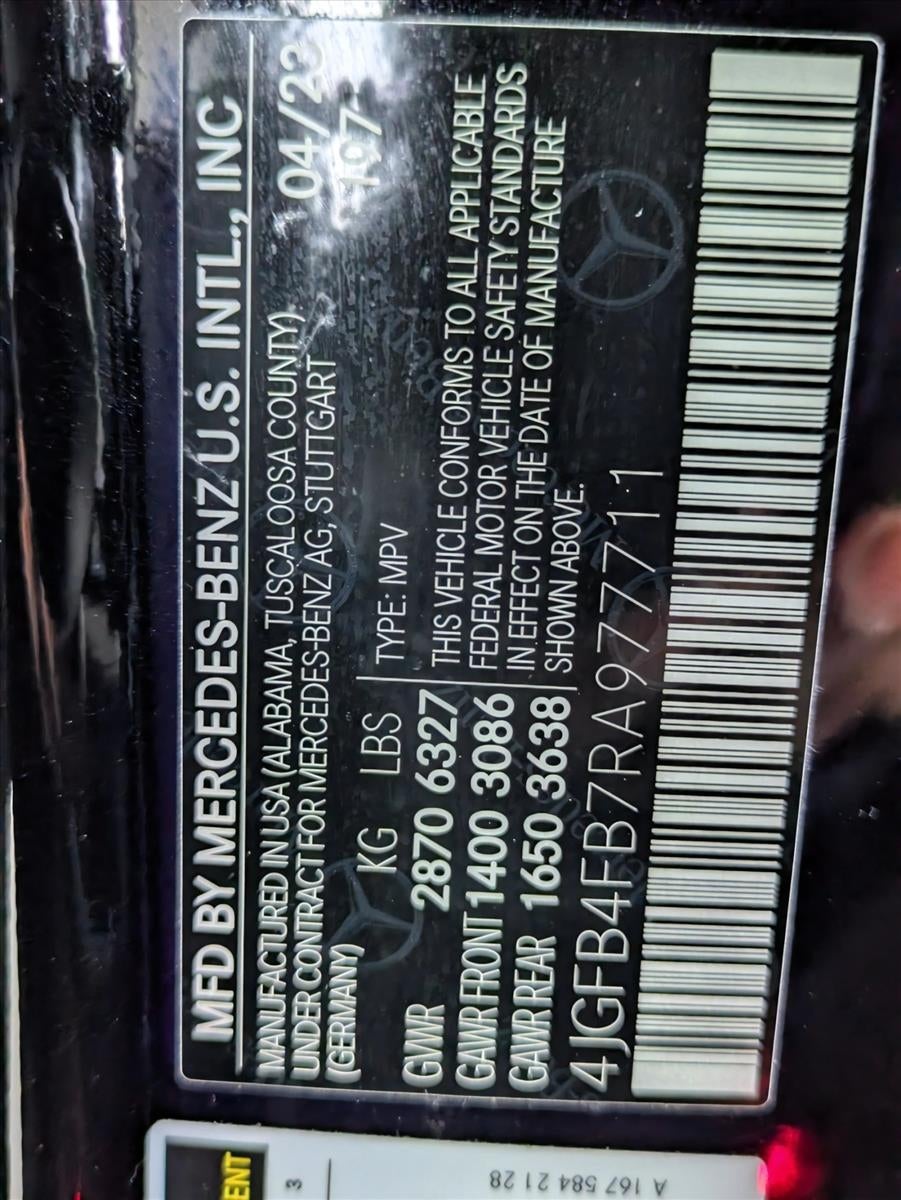 MFD BY MERCEDES-BENZ U.S. INTL., INC
MANUFACTURED IN USA (ALABAMA, TUSCALOOSA COUNTY). 04/23
UNDER CONTRACT FOR MERCEDES-BENZ AG, STUTTGART 197
(GERMANY)
KG LBS TYPE: MPV
GVWR 2870 6327
GAWR FRONT 1400 3086
GAWR REAR 1650 3638
THIS VEHICLE CONFORMS TO ALL APPLICABLE
FEDERAL MOTOR VEHICLE SAFETY STANDARDS
IN EFFECT ON THE DATE OF MANUFACTURE
SHOWN ABOVE.
4JGFB4FB7RA977711
ENT
3
A 167 584 21 28